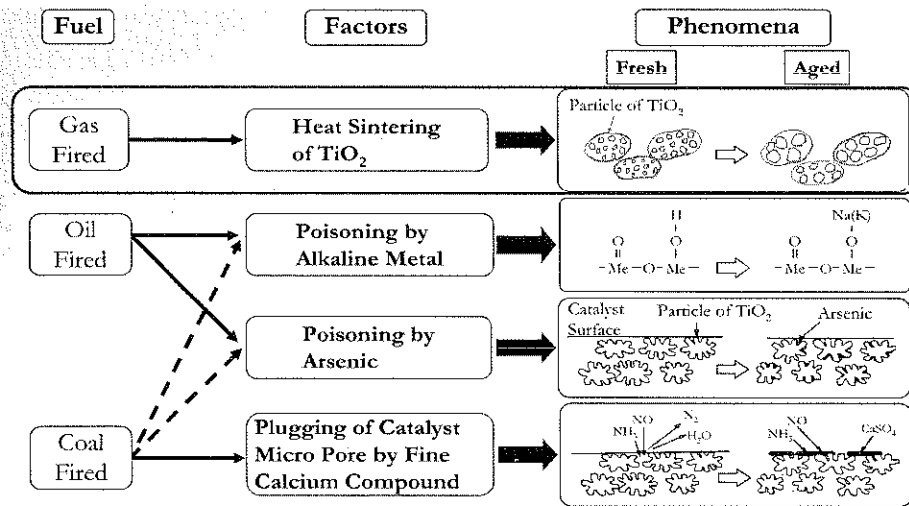 Fuel
Factors
Phenomena
Fresh
Aged
Gas
Fired
Heat Sintering
of TiO2
Particle of TiO2
Oil
Fired
Poisoning by
Alkaline Metal
H
O
O
-Me-O-Me-
Na(K)
O
O
-Me-O-Me-
Poisoning by
Arsenic
Catalyst
Surface
Particle of TiO2
Arsenic
Coal
Fired
Plugging of Catalyst
Micro Pore by Fine
Calcium Compound
NO
NH3
N2
H2O
NO
NH3
CaSO4